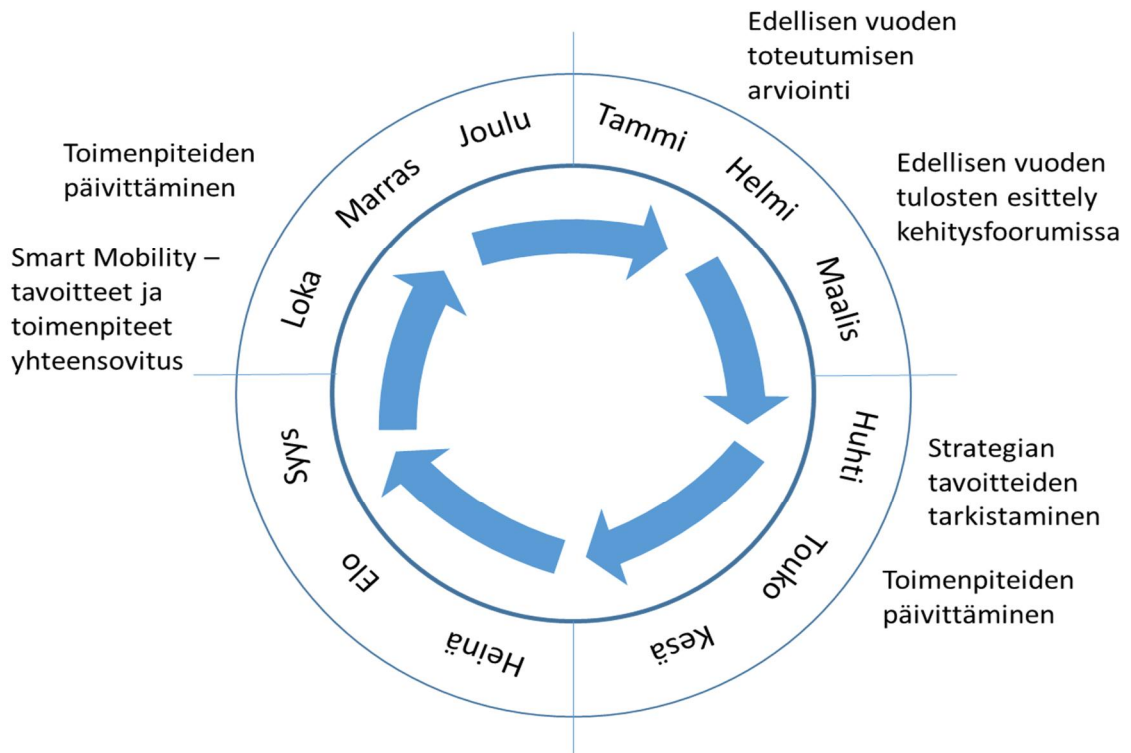 Edellisen vuoden
toteutumisen
arviointi
Edellisen vuoden
tulosten esittely
kehitysfoorumissa
Strategian
tavoitteiden
tarkistaminen
Toimenpiteiden
päivittäminen
Smart Mobility –
tavoitteet ja
toimenpiteet
yhteensovitus
Toimenpiteiden
päivittäminen
Tammi
Helmi
Maalis
Huhti
Touko
Kesä
Heinä
Elo
Syys
Loka
Marras
Joulu